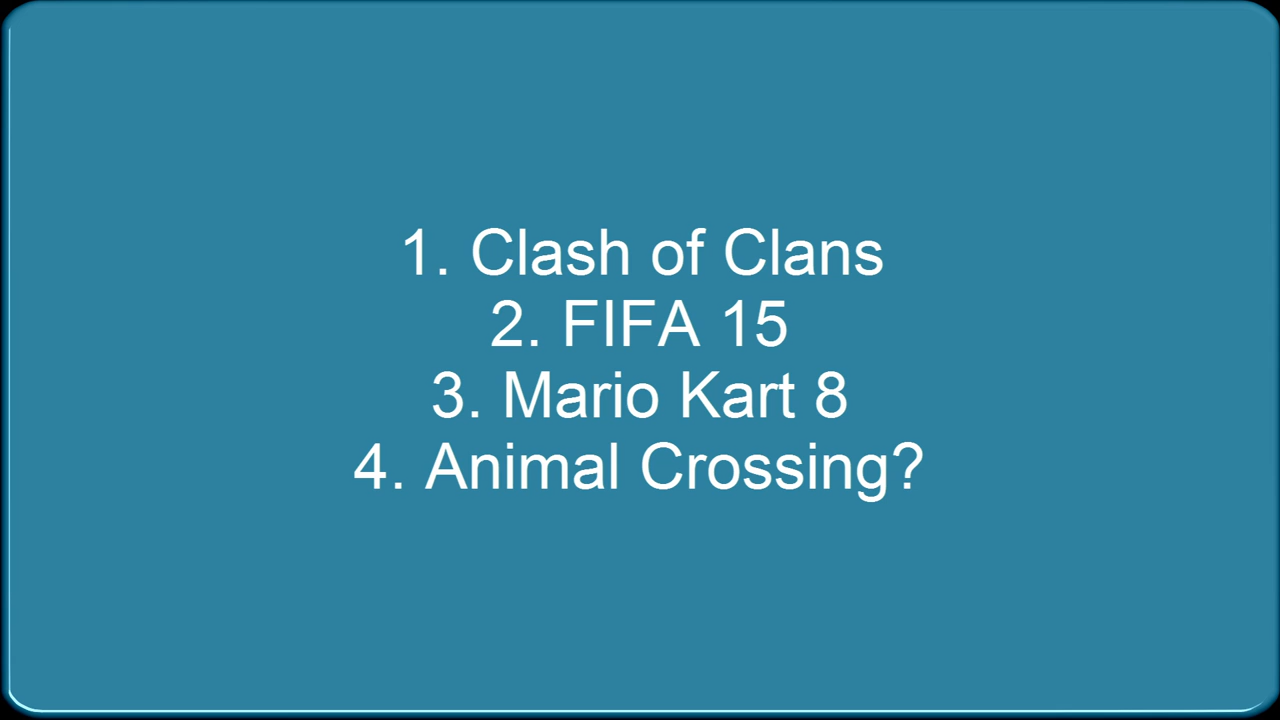 1. Clash of Clans
2. FIFA 15
3. Mario Kart 8
4. Animal Crossing?